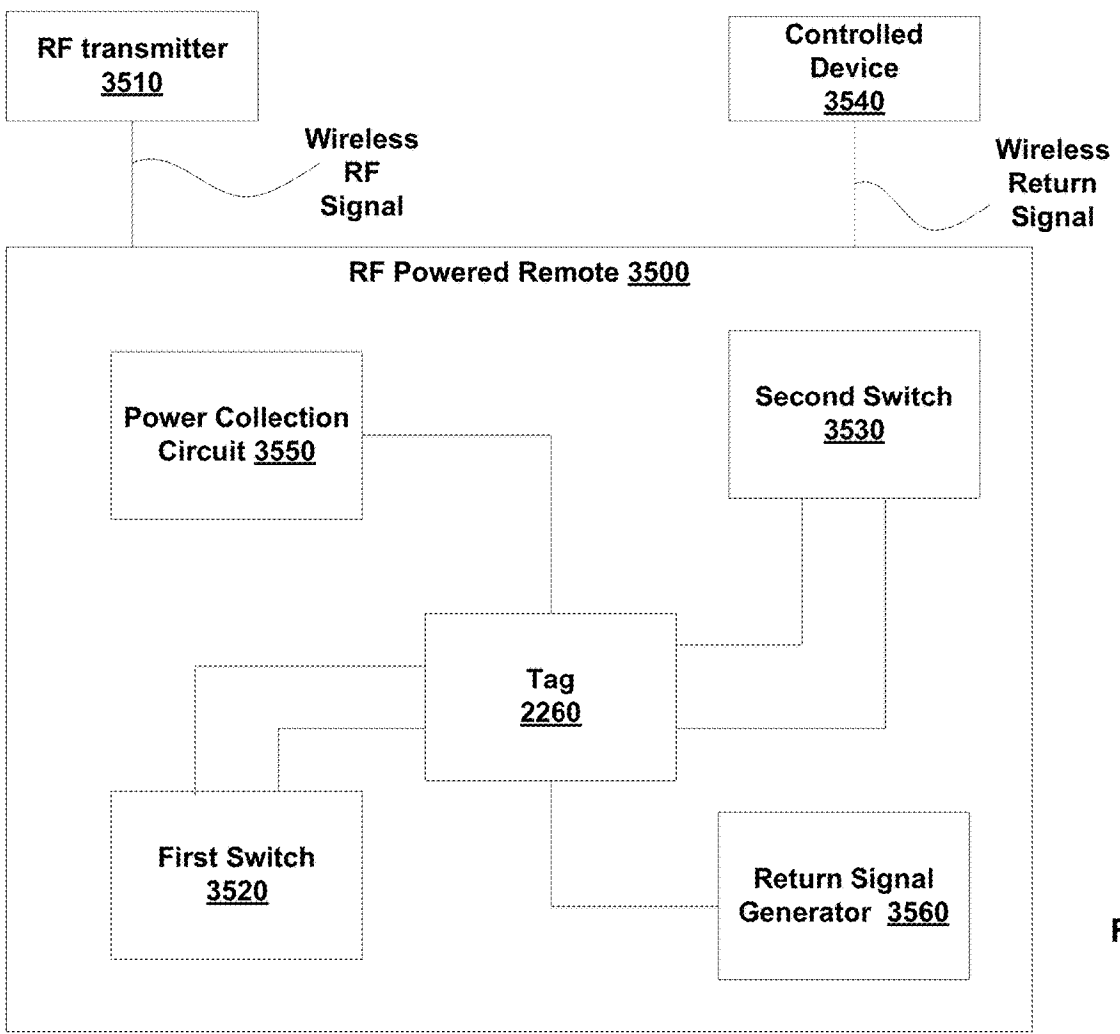 RF transmitter
3510
Controlled
Device
3540
Wireless
RF
Signal
Wireless
Return
Signal
RF Powered Remote 3500
Power Collection
Circuit 3550
Second Switch
3530
Tag
2260
First Switch
3520
Return Signal
Generator 3560
F